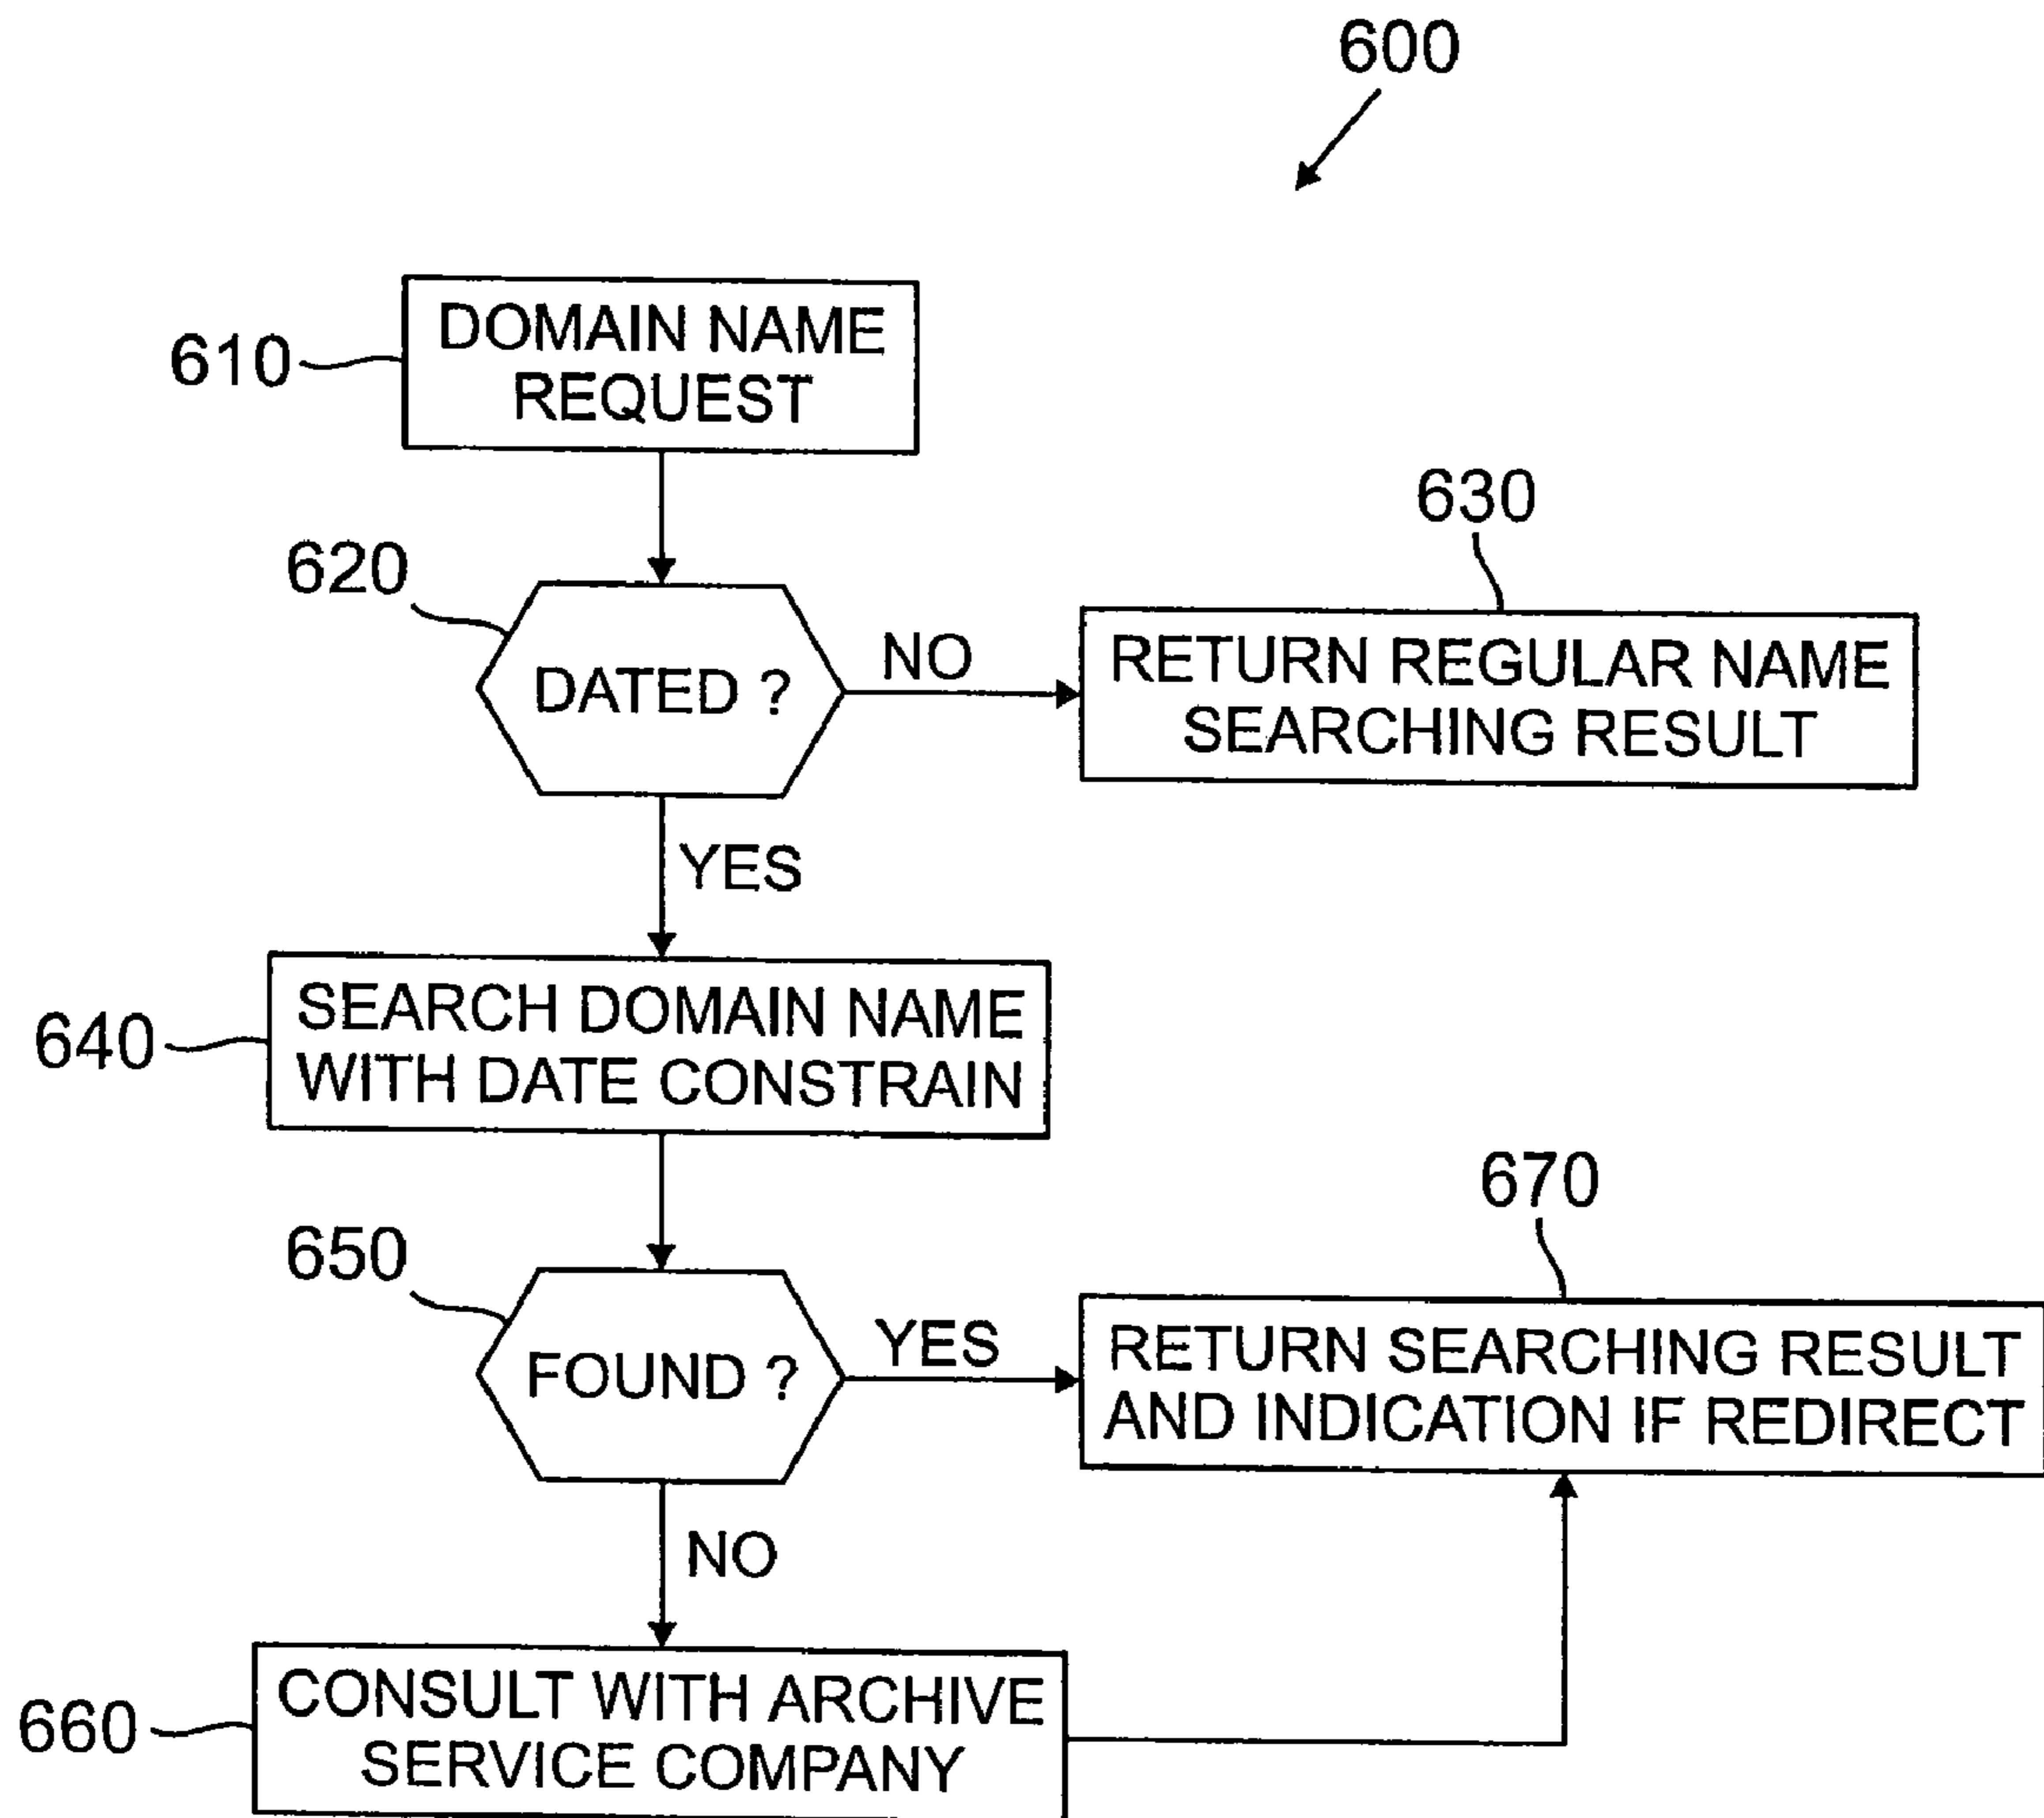 600
610
DOMAIN NAME
REQUEST
620
DATED ?
NO
630
RETURN REGULAR NAME
SEARCHING RESULT
YES
640
SEARCH DOMAIN NAME
WITH DATE CONSTRAIN
650
FOUND ?
YES
670
RETURN SEARCHING RESULT
AND INDICATION IF REDIRECT
NO
660
CONSULT WITH ARCHIVE
SERVICE COMPANY